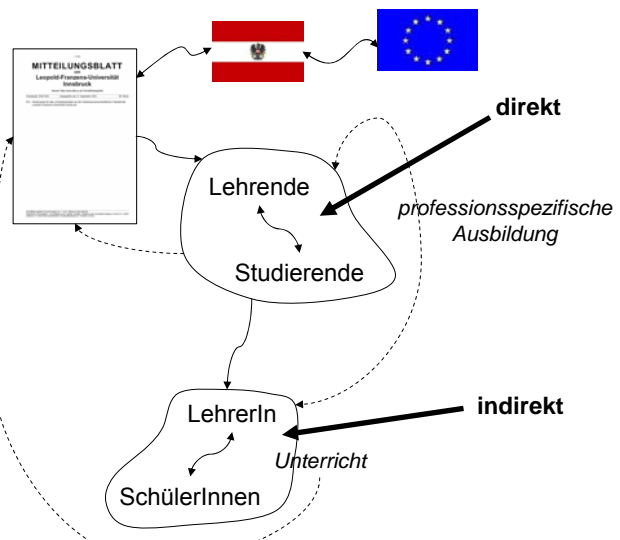 MITTEILUNGSBLATT
Leopold-Franzens-Universität
Innsbruck
direkt
Lehrende
professionsspezifische
Ausbildung
Studierende
LehrerIn
indirekt
Unterricht
SchülerInnen